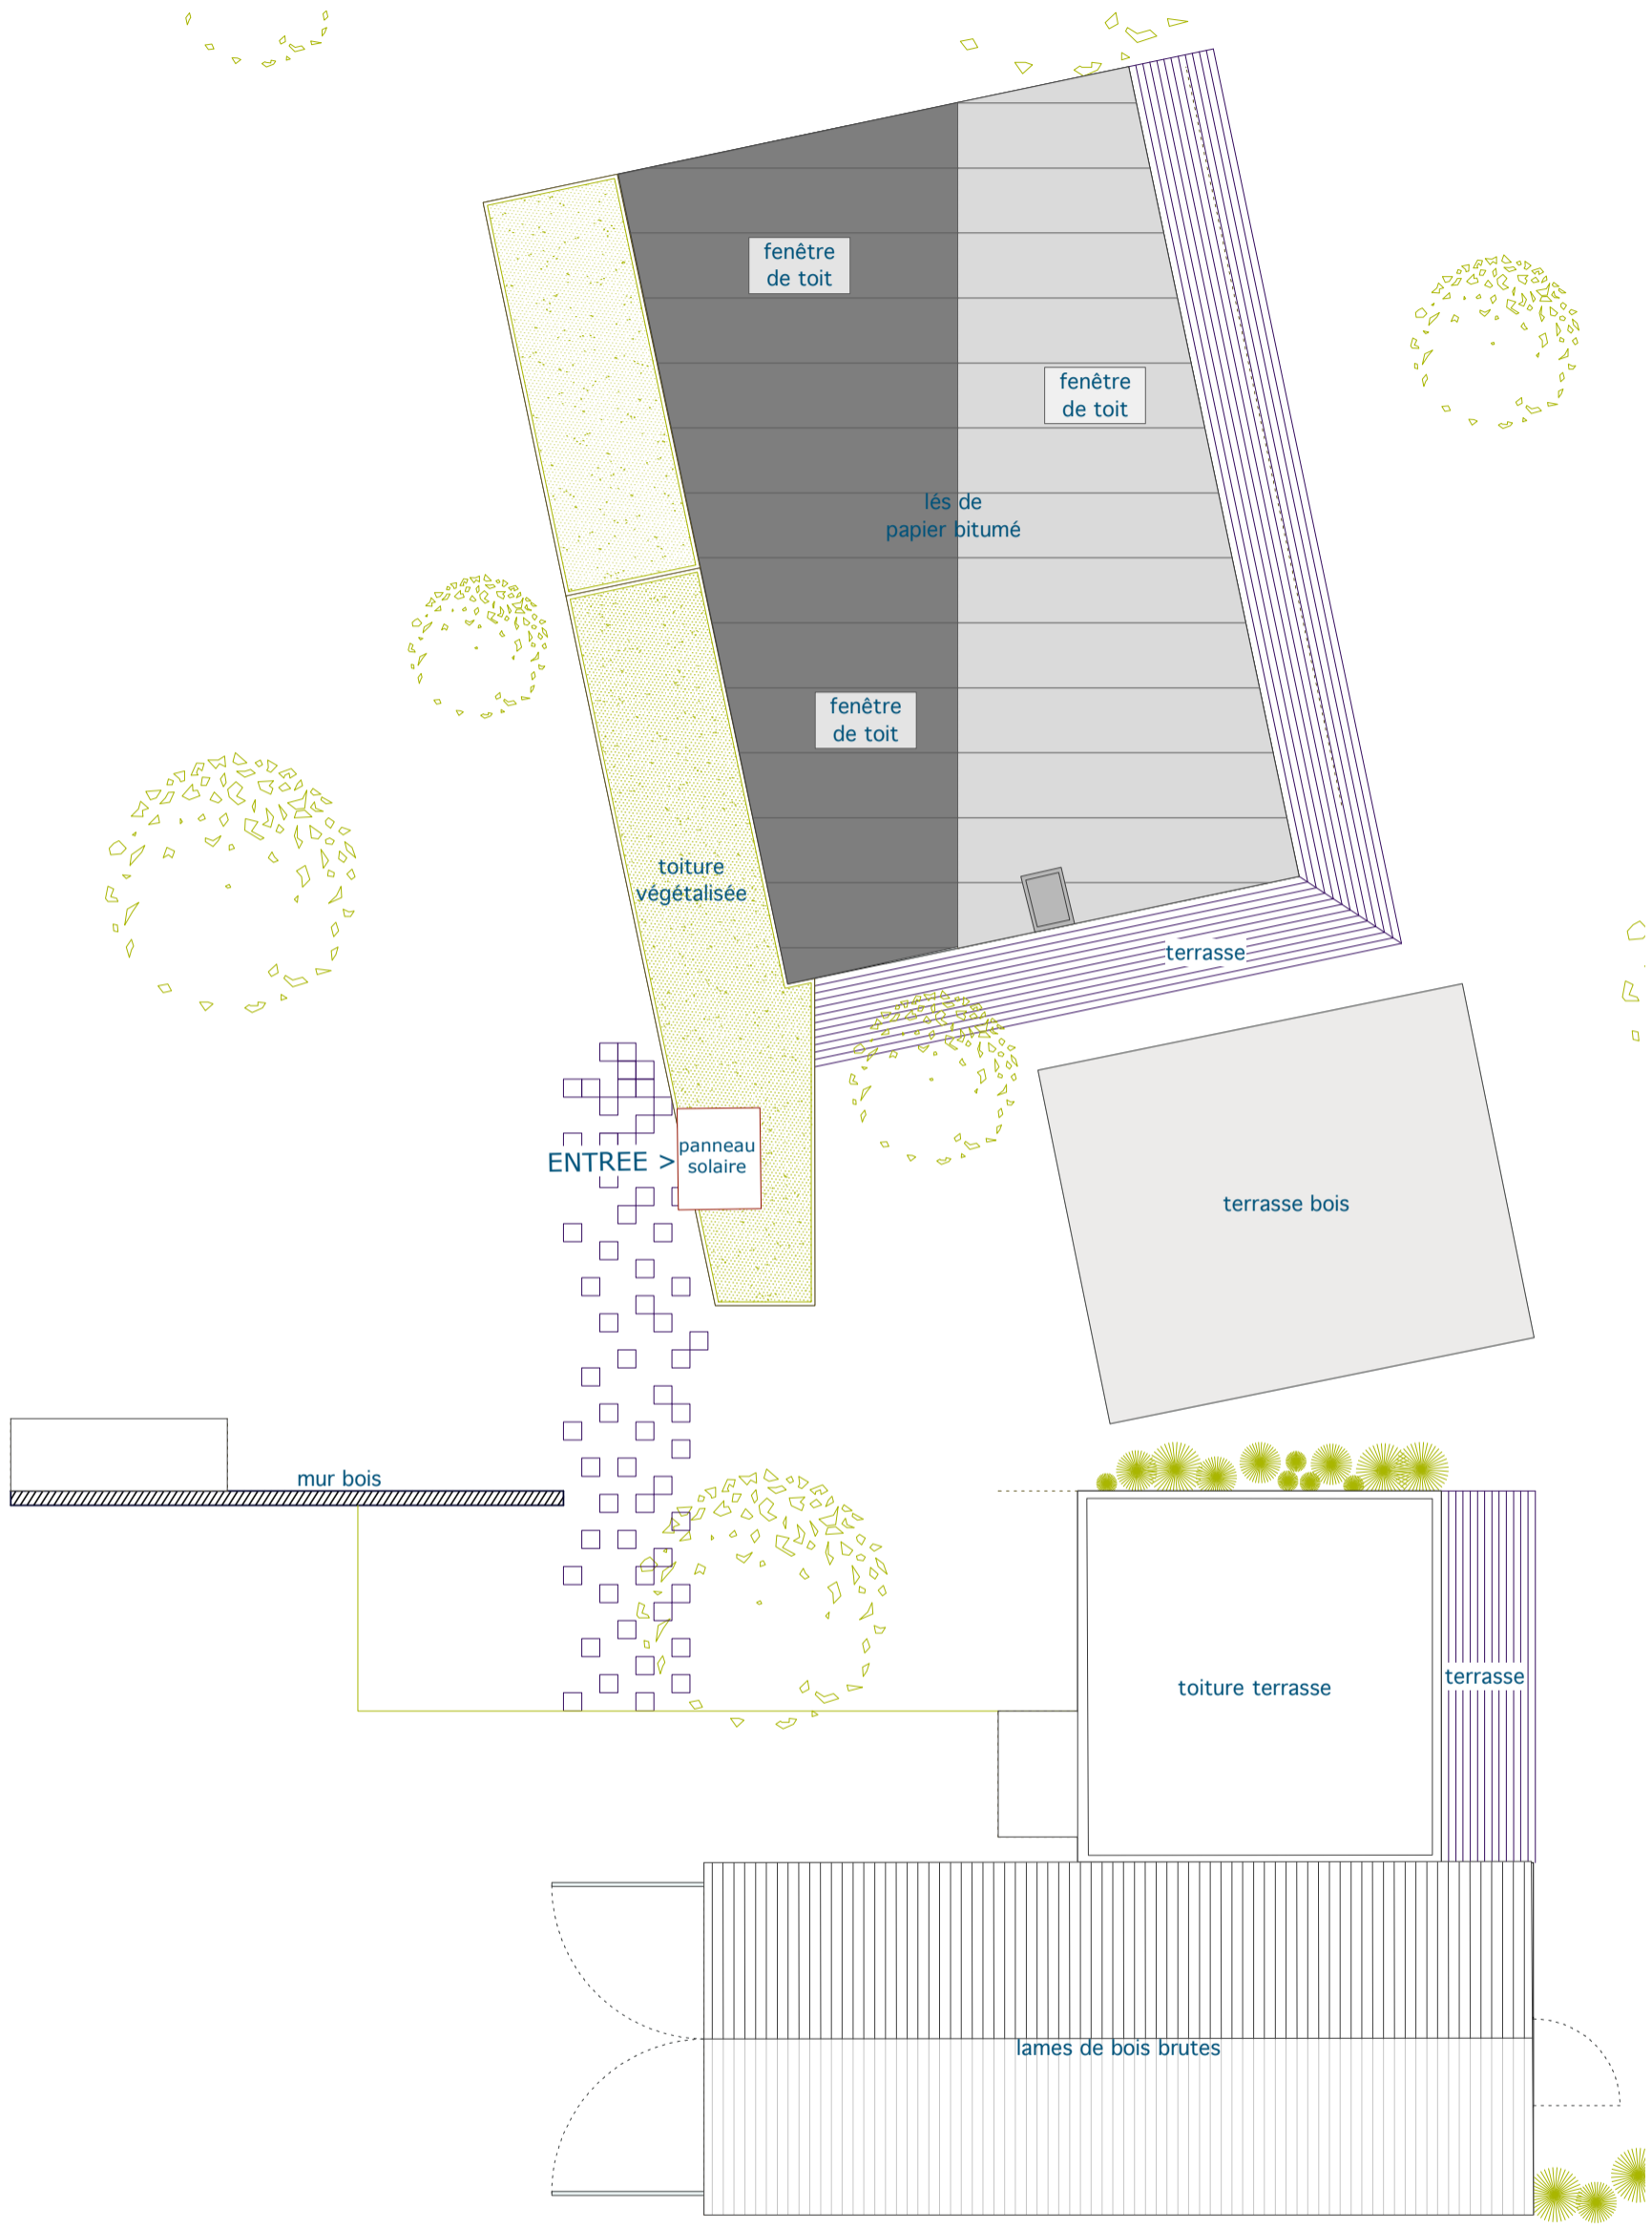 fenêtre
de toit
fenêtre
de toit
lés de
papier bitumé
fenêtre
de toit
toiture
végétalisée
terrasse
panneau
solaire
ENTREE >
terrasse bois
mur bois
terrasse
toiture terrasse
lames de bois brutes